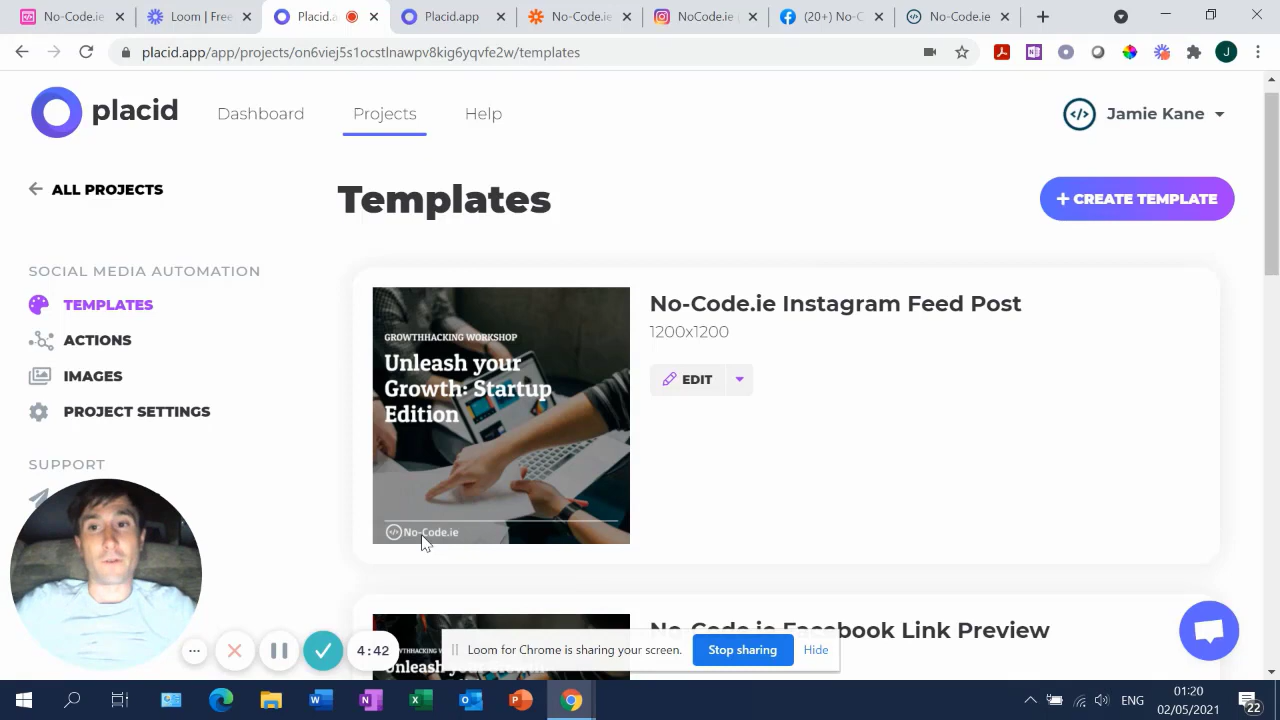 No-Code.ie
Loom | Free
Placid.a
Placid.app
No-Code.ie
NoCode.ie (
(20+) No-C
No-Code.ie
placid.app/app/projects/on6viej5s1ocstlnawpv8kig6yqvfe2w/templates
J
placid
Dashboard
Projects
Help
</> Jamie Kane
ALL PROJECTS
Templates
+ CREATE TEMPLATE
SOCIAL MEDIA AUTOMATION
TEMPLATES
ACTIONS
IMAGES
PROJECT SETTINGS
SUPPORT
GROWTHHACKING WORKSHOP
Unleash your
Growth: Startup
Edition
</> No-Code.ie
No-Code.ie Instagram Feed Post
1200x1200
EDIT
No-Code.ie Facebook Link Preview
4:42
Loom for Chrome is sharing your screen.
Stop sharing
Hide
ENG
01:20
02/05/2021
22